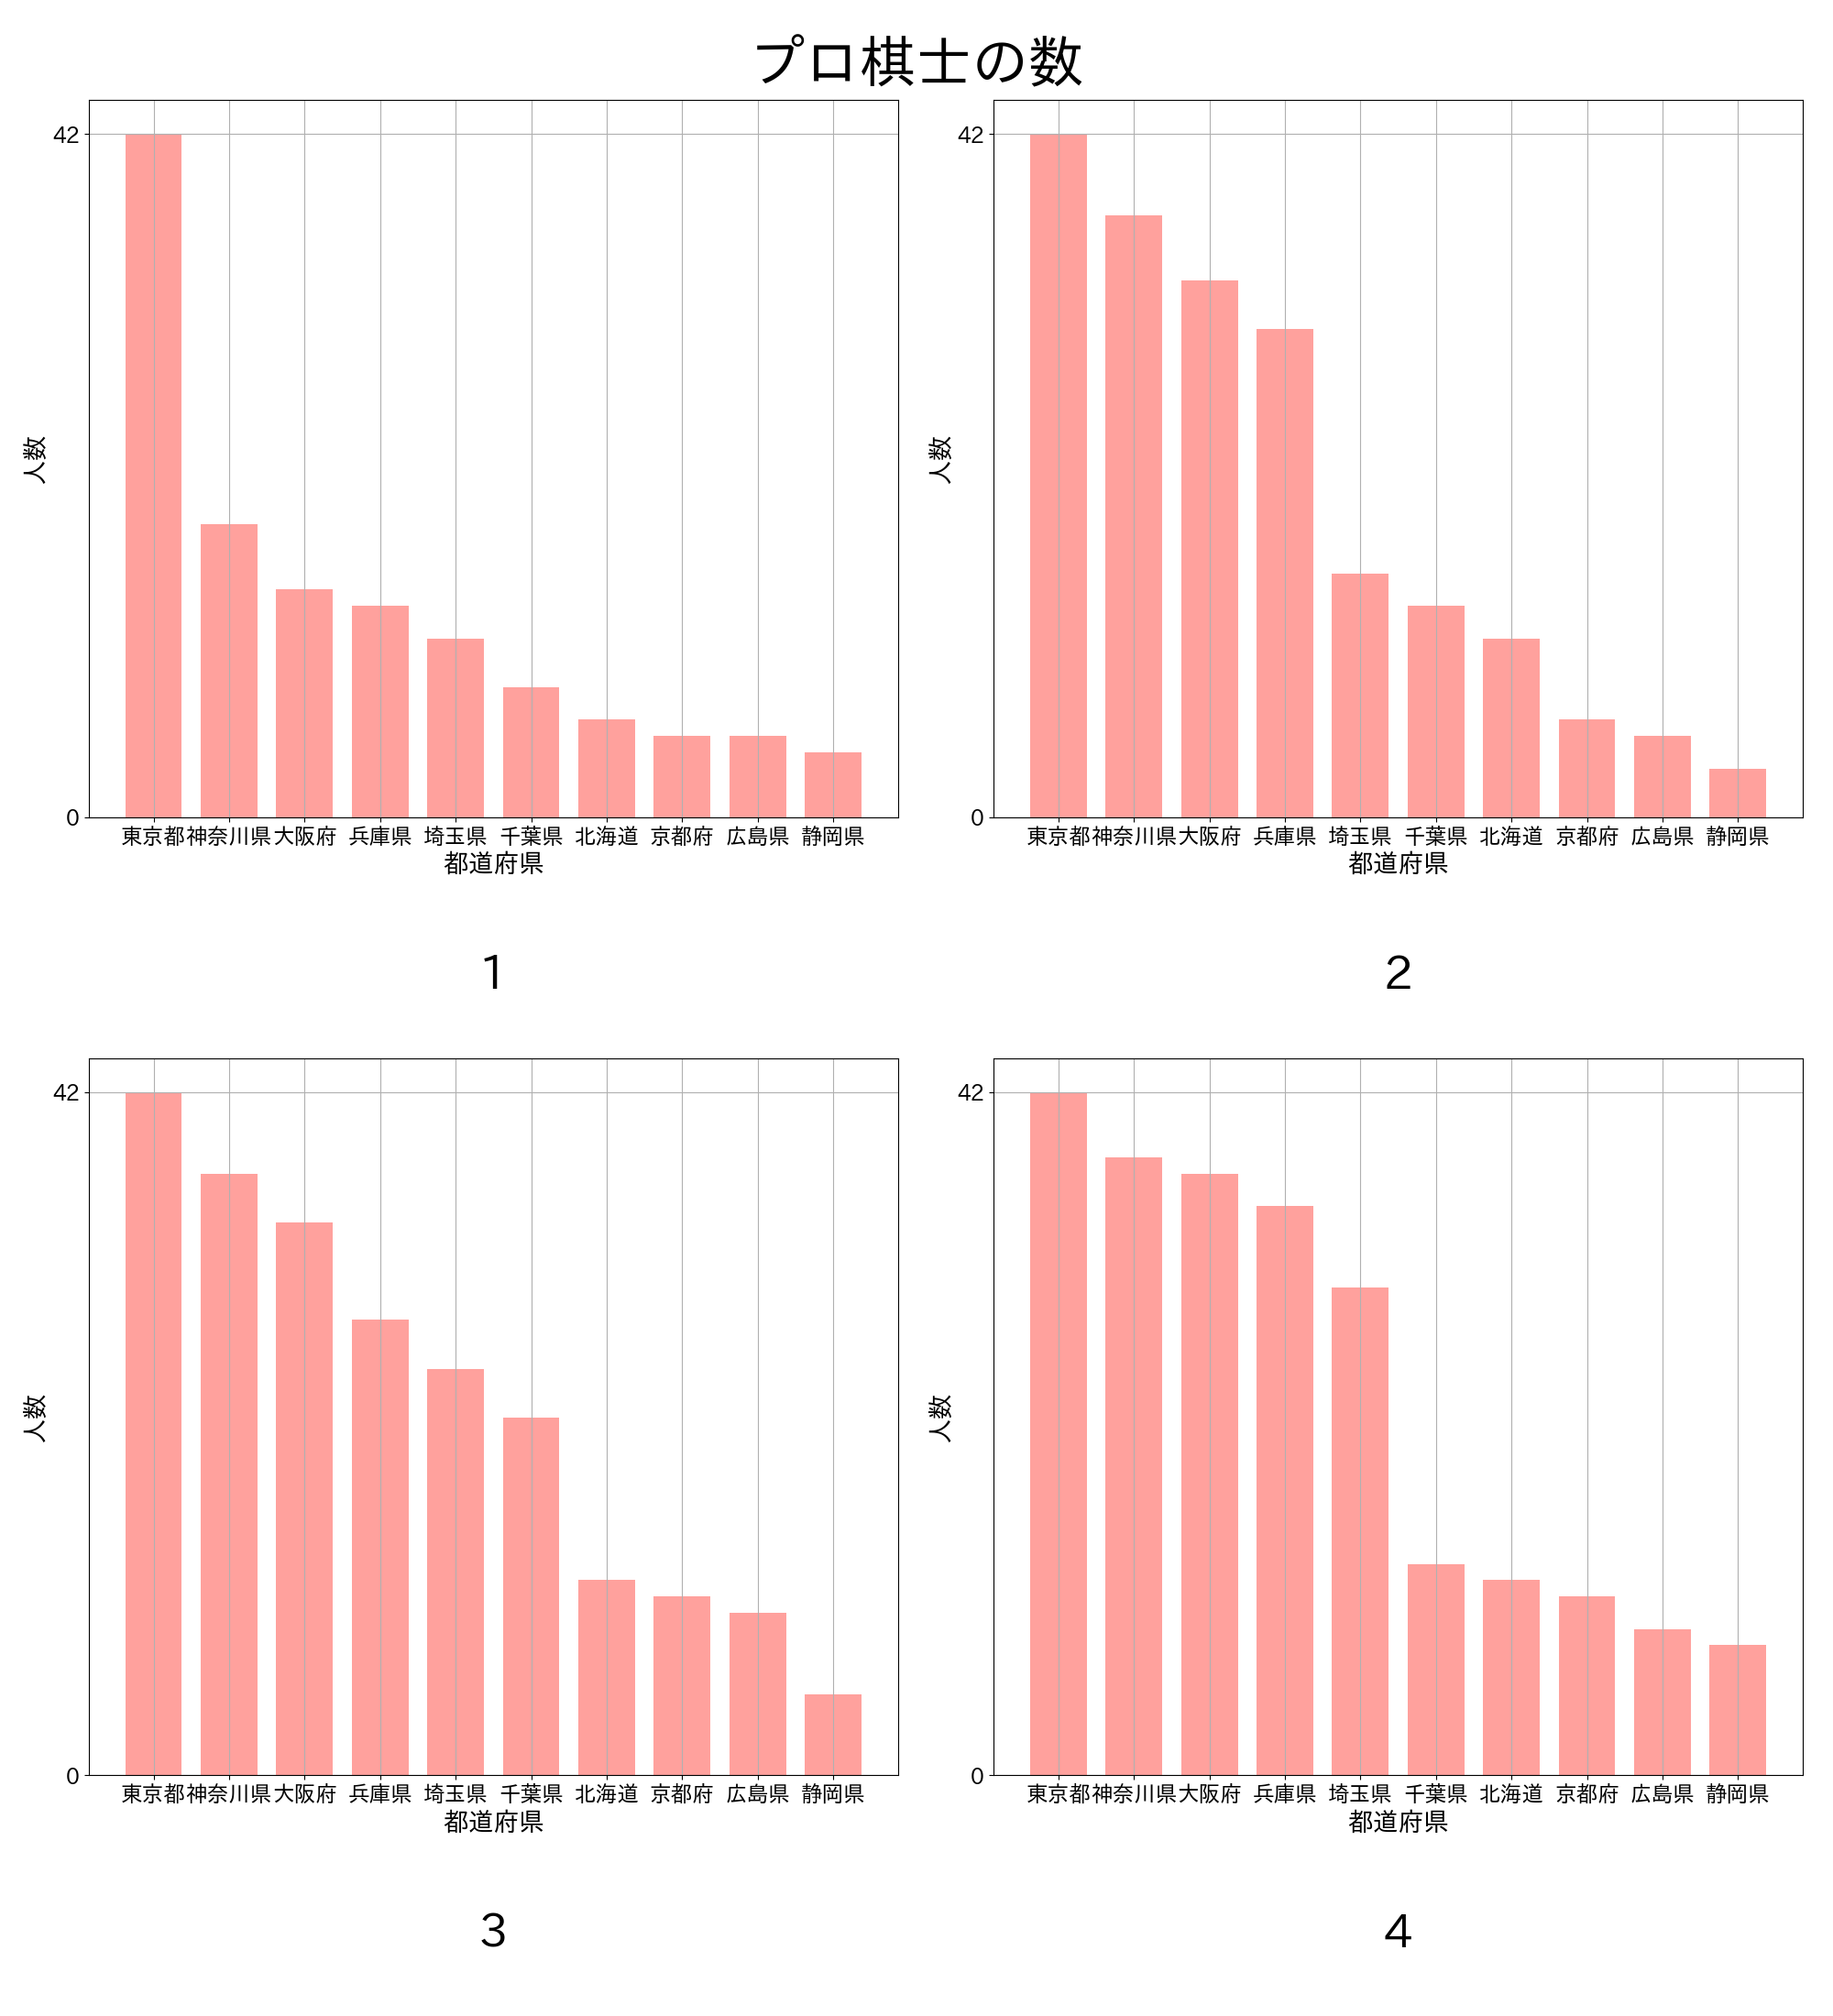 プロ棋士の数
42
0
人数
東京都 神奈川県 大阪府 兵庫県 埼玉県 千葉県 北海道 京都府 広島県 静岡県
都道府県
1
42
0
人数
東京都 神奈川県 大阪府 兵庫県 埼玉県 千葉県 北海道 京都府 広島県 静岡県
都道府県
2
42
0
人数
東京都 神奈川県 大阪府 兵庫県 埼玉県 千葉県 北海道 京都府 広島県 静岡県
都道府県
3
42
0
人数
東京都 神奈川県 大阪府 兵庫県 埼玉県 千葉県 北海道 京都府 広島県 静岡県
都道府県
4